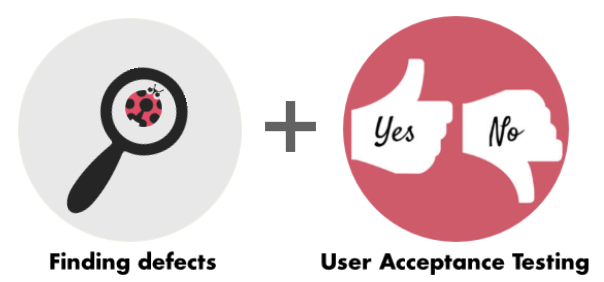 Yes
No
Finding defects
User Acceptance Testing